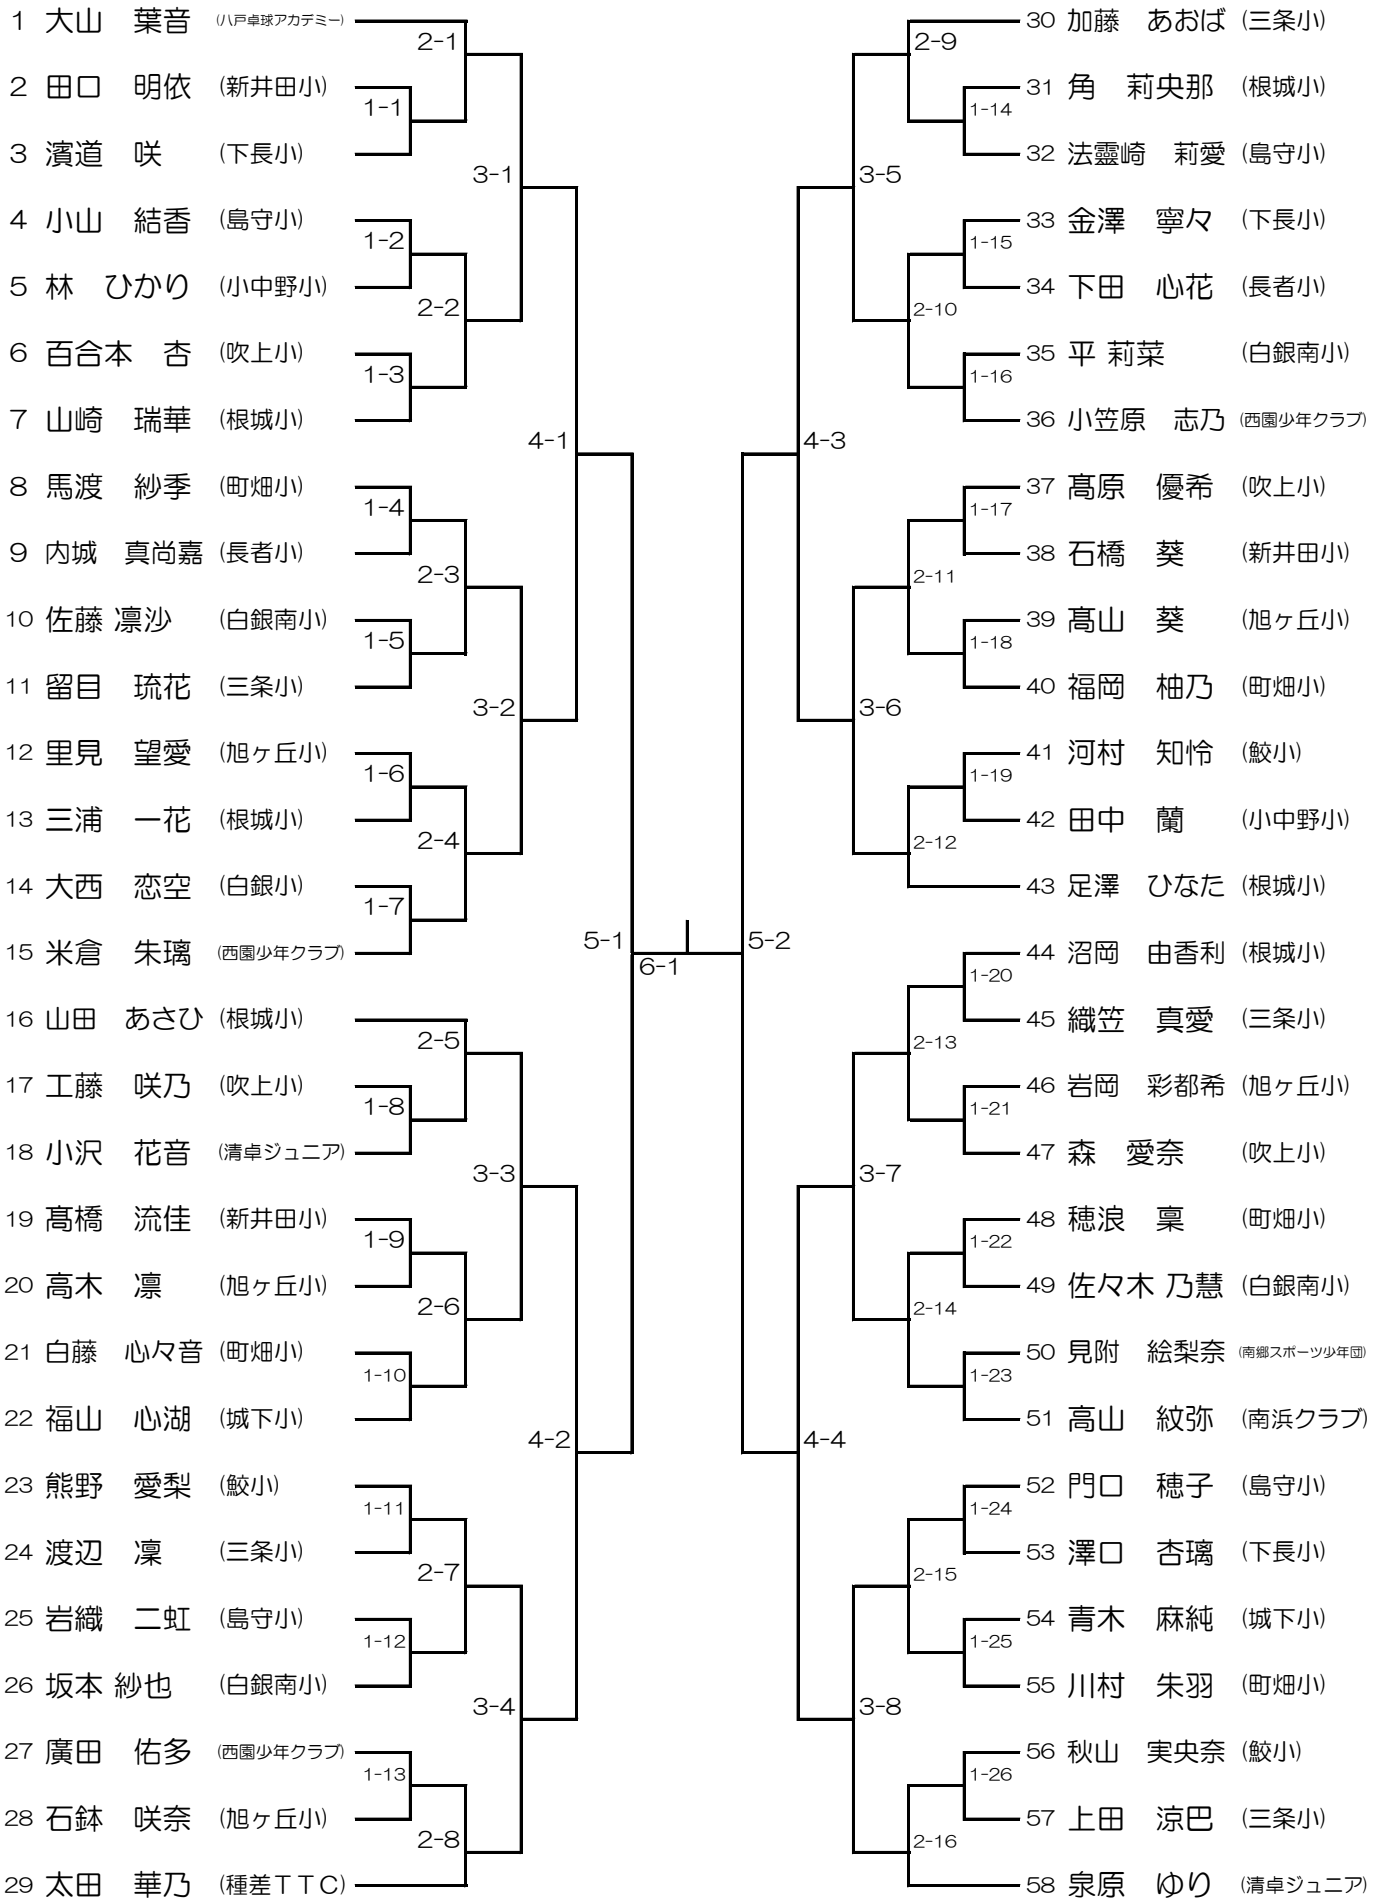 1 大山 葉音 (八戸卓球アカデミー)
2-1
2 田口 明依 (新井田小)
1-1
3 濱道 咲 (下長小)
3-1
4 小山 結香 (島守小)
1-2
5 林 ひかり (小中野小)
2-2
6 百合本 杏 (吹上小)
1-3
7 山崎 瑞華 (根城小)
4-1
8 馬渡 紗季 (町畑小)
1-4
9 内城 真尚嘉 (長者小)
2-3
10 佐藤 凛沙 (白銀南小)
1-5
11 留目 琉花 (三条小)
3-2
12 里見 望愛 (旭ヶ丘小)
1-6
13 三浦 一花 (根城小)
2-4
14 大西 恋空 (白銀小)
1-7
15 米倉 朱璃 (西園少年クラブ)
5-1
6-1
16 山田 あさひ (根城小)
2-5
17 工藤 咲乃 (吹上小)
1-8
18 小沢 花音 (清卓ジュニア)
3-3
19 髙橋 流佳 (新井田小)
1-9
20 高木 凛 (旭ヶ丘小)
2-6
21 白藤 心々音 (町畑小)
1-10
22 福山 心湖 (城下小)
4-2
23 熊野 愛梨 (鮫小)
1-11
24 渡辺 凜 (三条小)
2-7
25 岩織 二虹 (島守小)
1-12
26 坂本 紗也 (白銀南小)
3-4
27 廣田 佑多 (西園少年クラブ)
1-13
28 石鉢 咲奈 (旭ヶ丘小)
2-8
29 太田 華乃 (種差TTC)
30 加藤 あおば (三条小)
2-9
31 角 莉央那 (根城小)
1-14
32 法靈崎 莉愛 (島守小)
3-5
33 金澤 寧々 (下長小)
1-15
34 下田 心花 (長者小)
2-10
35 平 莉菜 (白銀南小)
1-16
36 小笠原 志乃 (西園少年クラブ)
4-3
37 髙原 優希 (吹上小)
1-17
38 石橋 葵 (新井田小)
2-11
39 髙山 葵 (旭ヶ丘小)
1-18
40 福岡 柚乃 (町畑小)
3-6
41 河村 知怜 (鮫小)
1-19
42 田中 蘭 (小中野小)
2-12
43 足澤 ひなた (根城小)
5-2
44 沼岡 由香利 (根城小)
1-20
45 織笠 真愛 (三条小)
2-13
46 岩岡 彩都希 (旭ヶ丘小)
1-21
47 森 愛奈 (吹上小)
3-7
48 穂浪 稟 (町畑小)
1-22
49 佐々木 乃慧 (白銀南小)
2-14
50 見附 絵梨奈 (南郷スポーツ少年団)
1-23
51 高山 紋弥 (南浜クラブ)
4-4
52 門口 穂子 (島守小)
1-24
53 澤口 杏璃 (下長小)
2-15
54 青木 麻純 (城下小)
1-25
55 川村 朱羽 (町畑小)
3-8
56 秋山 実央奈 (鮫小)
1-26
57 上田 涼巴 (三条小)
2-16
58 泉原 ゆり (清卓ジュニア)